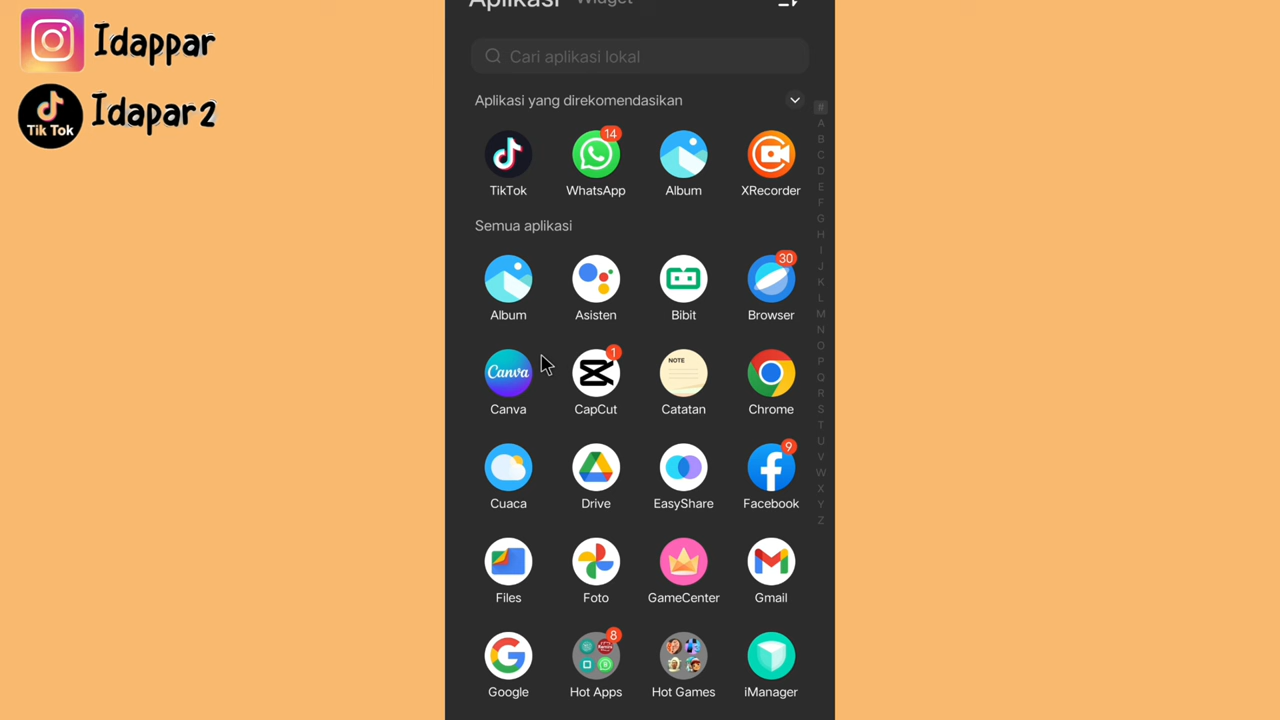 Idappar
Tik Tok
Idapar2
Aplikasi Widget
Cari aplikasi lokal
Aplikasi yang direkomendasikan
14
TikTok WhatsApp Album XRecorder
Semua aplikasi
30
Album Asisten Bibit Browser
Canva 1 NOTE
Canva CapCut Catatan Chrome
9
Cuaca Drive EasyShare Facebook
Files Foto GameCenter Gmail
8
Google Hot Apps Hot Games iManager
#
A
B
C
D
E
F
G
H
I
J
K
L
M
N
O
P
Q
R
S
T
U
V
W
X
Y
Z